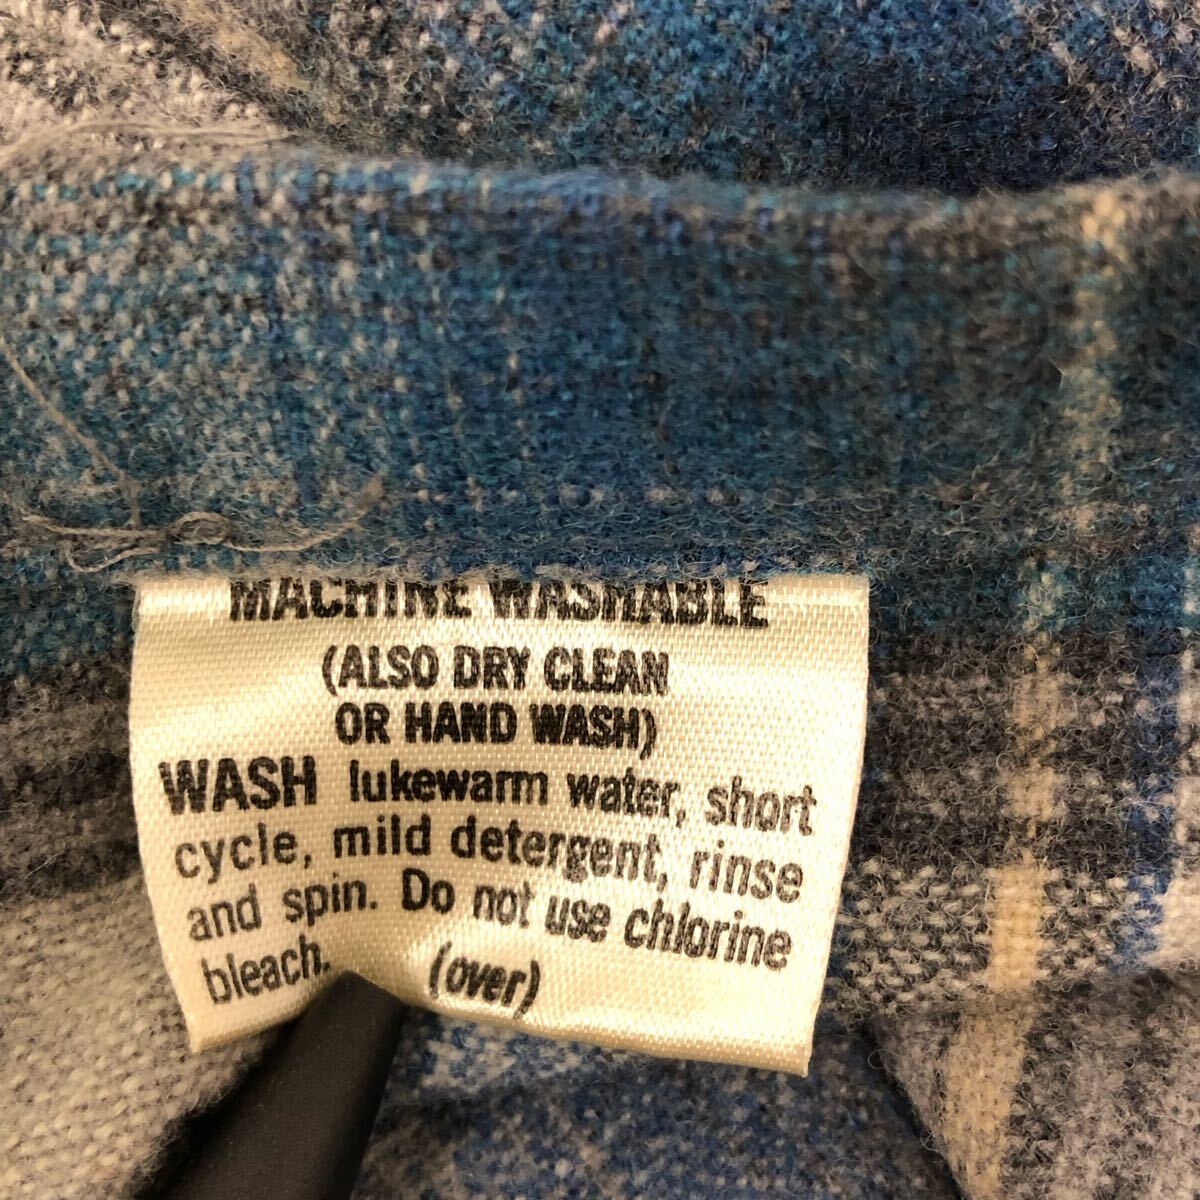 MACHINE WASHABLE
(ALSO DRY CLEAN
OR HAND WASH)
WASH lukewarm water, short
cycle, mild detergent, rinse
and spin. Do not use chlorine
bleach. (over)